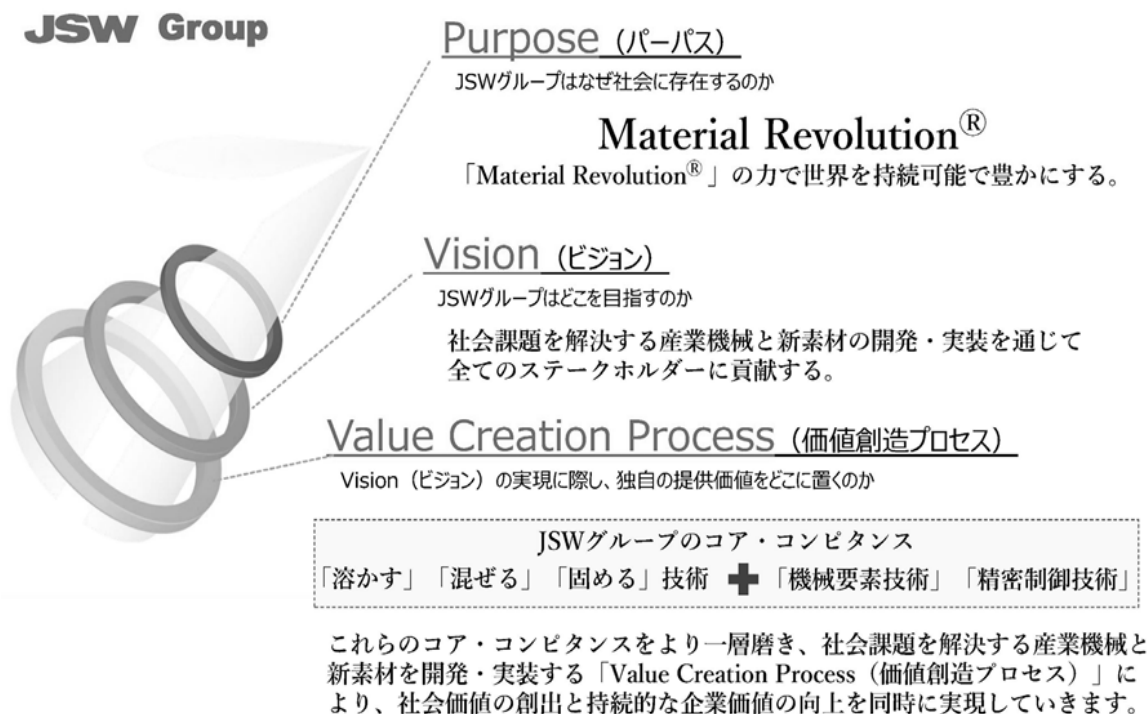 JSW Group
Purpose（パーパス）
JSWグループはなぜ社会に存在するのか
Material Revolution®
「Material Revolution®」の力で世界を持続可能で豊かにする。
Vision（ビジョン）
JSWグループはどこを目指すのか
社会課題を解決する産業機械と新素材の開発・実装を通じて
全てのステークホルダーに貢献する。
Value Creation Process（価値創造プロセス）
Vision（ビジョン）の実現に際し、独自の提供価値をどこに置くのか
JSWグループのコア・コンピタンス
「溶かす」「混ぜる」「固める」技術 ＋ 「機械要素技術」「精密制御技術」
これらのコア・コンピタンスをより一層磨き、社会課題を解決する産業機械と
新素材を開発・実装する「Value Creation Process（価値創造プロセス）」に
より、社会価値の創出と持続的な企業価値の向上を同時に実現していきます。